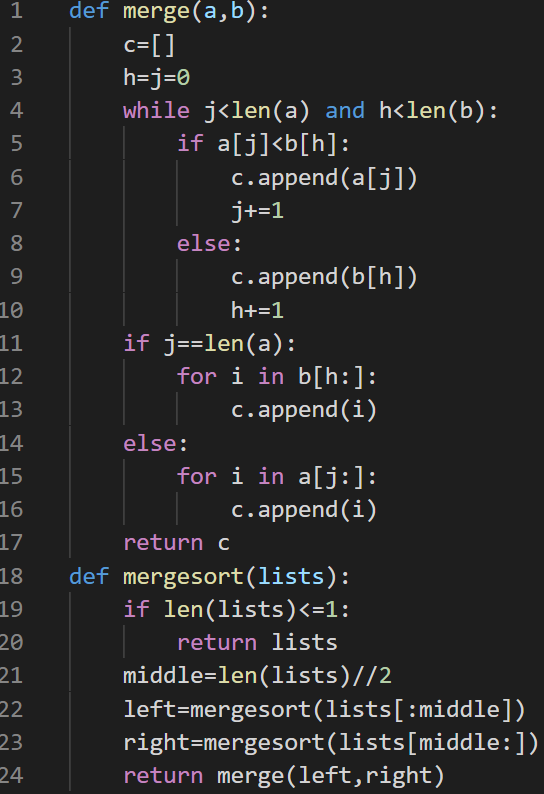 1 def merge(a,b):
2     c=[]
3     h=j=0
4     while j<len(a) and h<len(b):
5         if a[j]<b[h]:
6             c.append(a[j])
7             j+=1
8         else:
9             c.append(b[h])
10             h+=1
11     if j==len(a):
12         for i in b[h:]:
13             c.append(i)
14     else:
15         for i in a[j:]:
16             c.append(i)
17     return c
18 def mergesort(lists):
19     if len(lists)<=1:
20         return lists
21     middle=len(lists)//2
22     left=mergesort(lists[:middle])
23     right=mergesort(lists[middle:])
24     return merge(left,right)